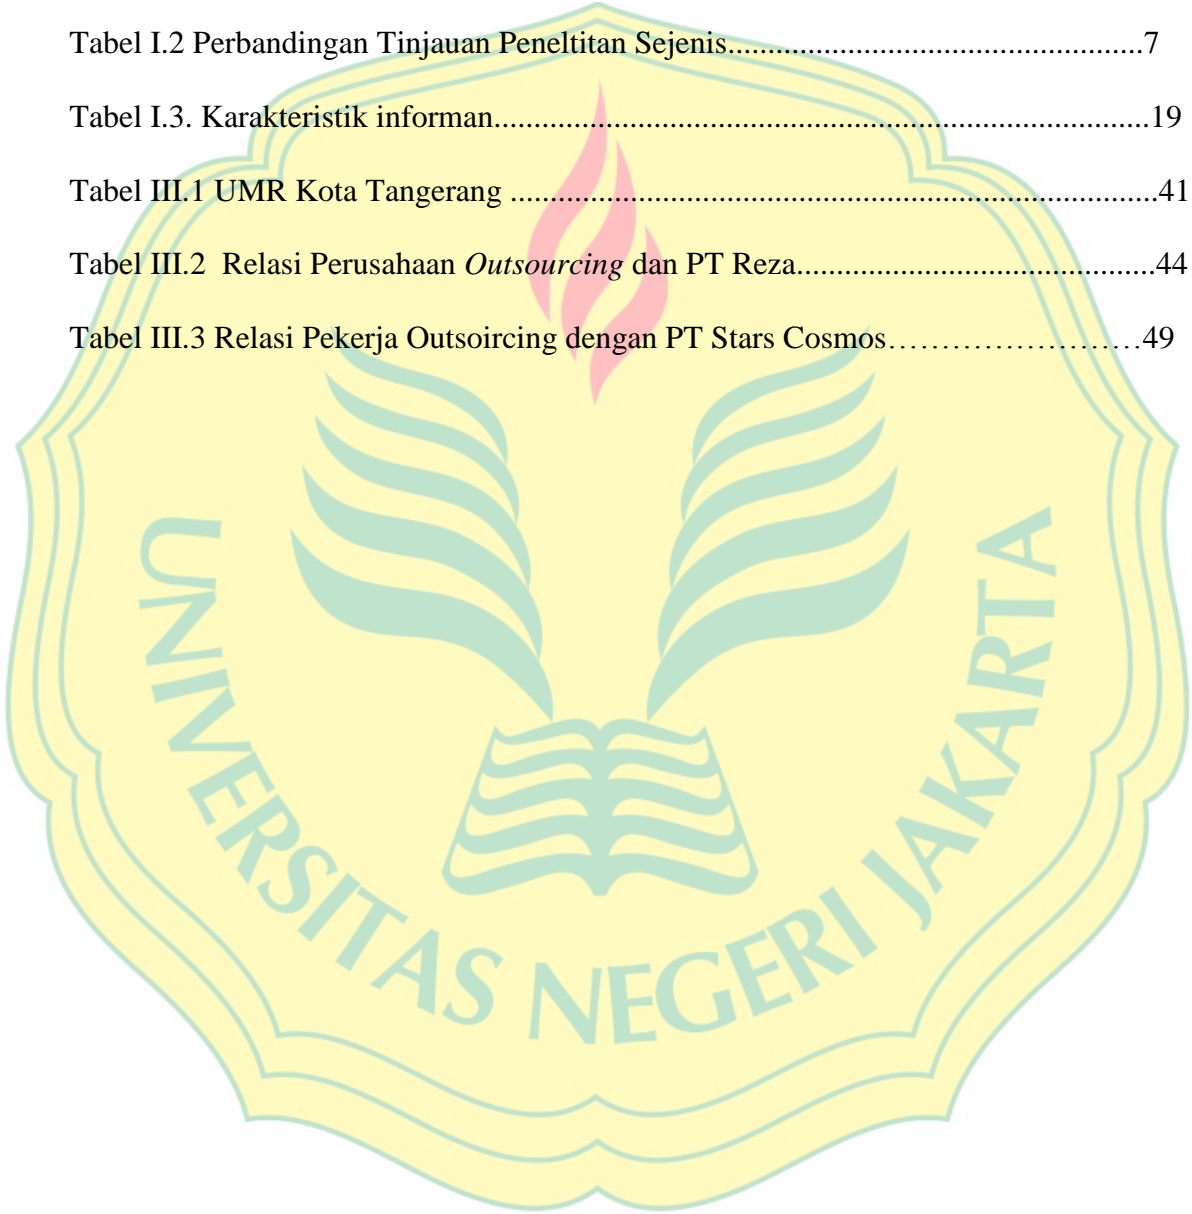 Tabel I.2 Perbandingan Tinjauan Peneltitan Sejenis...................................................7
Tabel I.3. Karakteristik informan................................................................................19
Tabel III.1 UMR Kota Tangerang ...............................................................................41
Tabel III.2  Relasi Perusahaan Outsourcing dan PT Reza............................................44
Tabel III.3 Relasi Pekerja Outsoircing dengan PT Stars Cosmos……………………49
UNIVERSITAS NEGERI JAKARTA